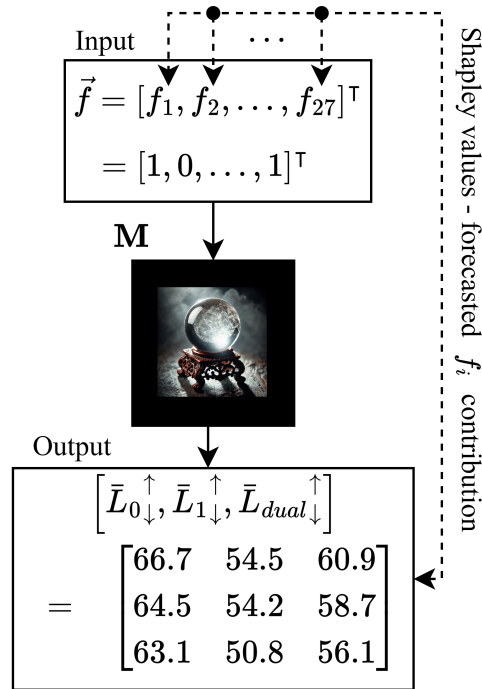 Input
...
f⃗ = [f₁, f₂, ..., f₂₇]ᵀ
= [1, 0, ..., 1]ᵀ
M
Output
[L̄₀↓↑, L̄₁↓↑, L̄_dual↓↑]
= [66.7 54.5 60.9
64.5 54.2 58.7
63.1 50.8 56.1]
Shapley values - forecasted fᵢ contribution